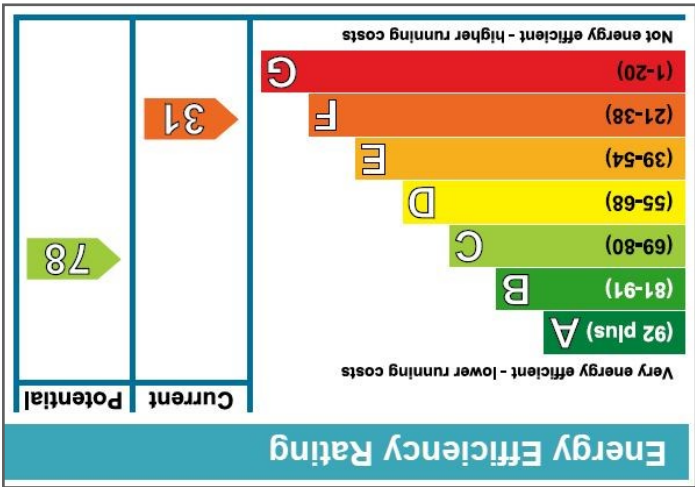 Energy Efficiency Rating
Current Potential
Very energy efficient - lower running costs
(92 plus) A
(81-91) B
(69-80) C
78
(55-68) D
(39-54) E
(21-38) F
31
(1-20) G
Not energy efficient - higher running costs